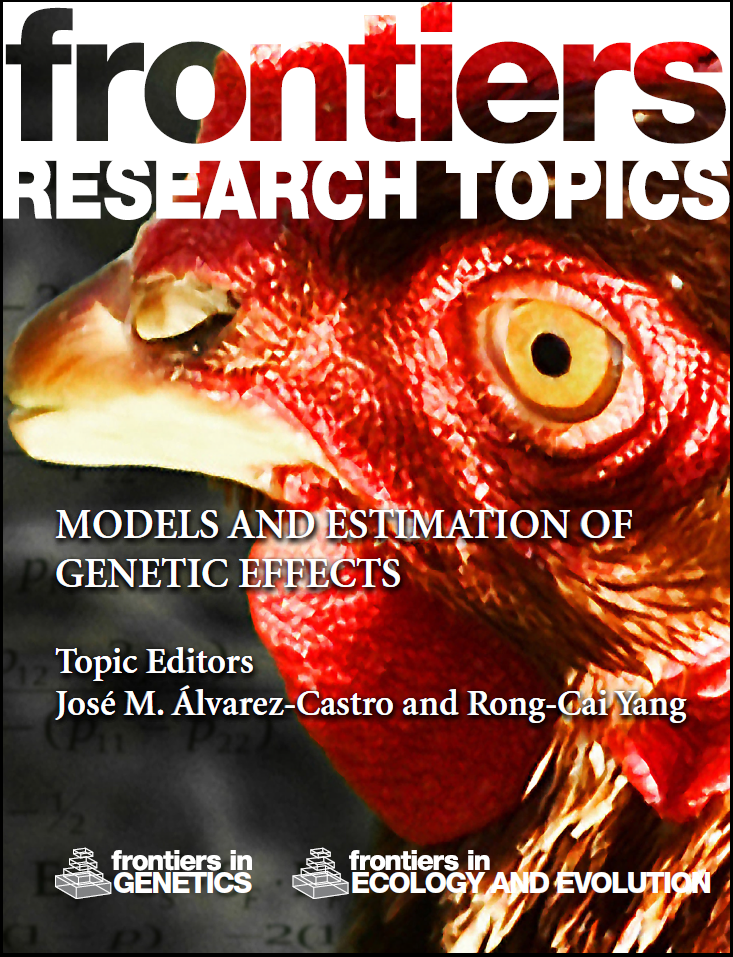 frontiers
RESEARCH TOPICS
MODELS AND ESTIMATION OF
GENETIC EFFECTS
Topic Editors
José M. Álvarez-Castro and Rong-Cai Yang
frontiers in
GENETICS
frontiers in
ECOLOGY AND EVOLUTION